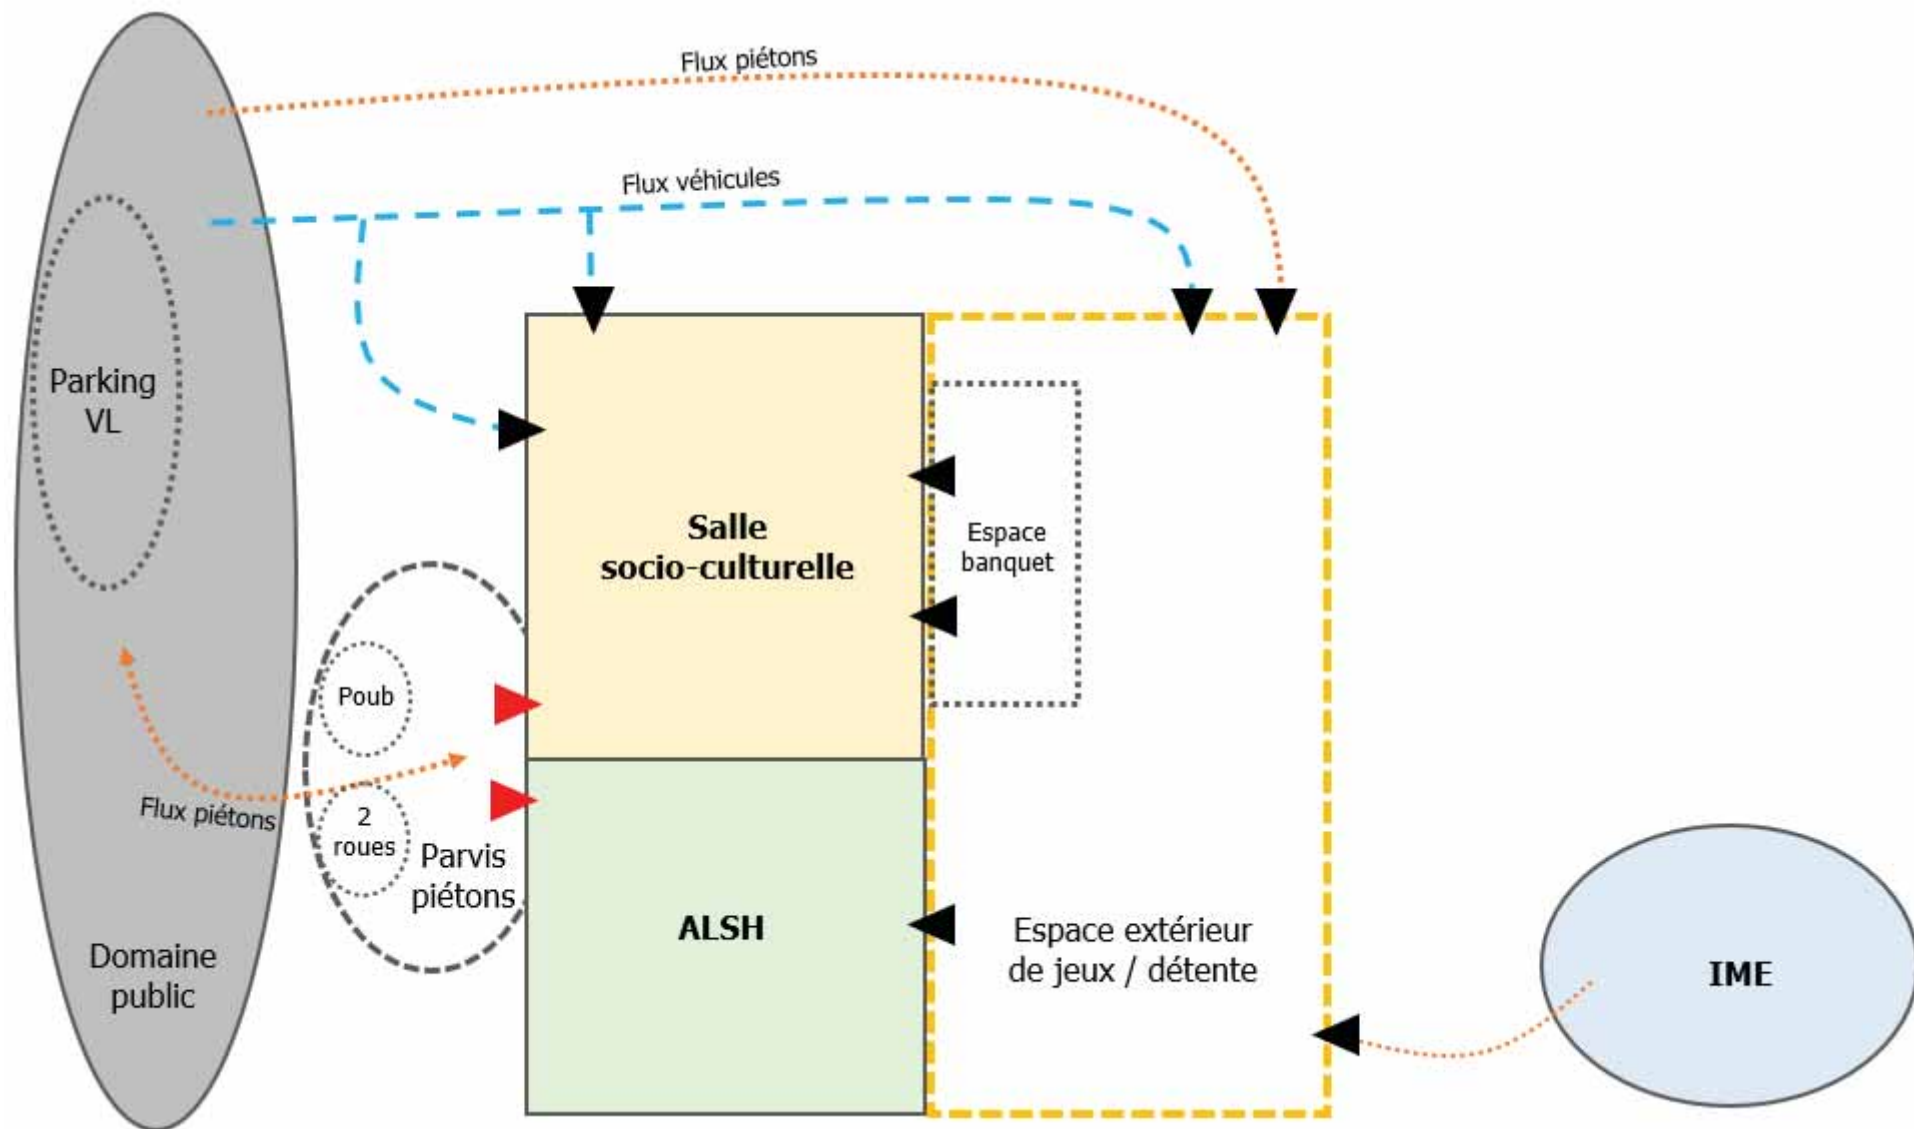 Flux piétons
Flux véhicules
Parking
VL
Salle
socio-culturelle
Espace
banquet
Poub
Flux piétons
2
roues
Parvis
piétons
Domaine
public
ALSH
Espace extérieur
de jeux / détente
IME